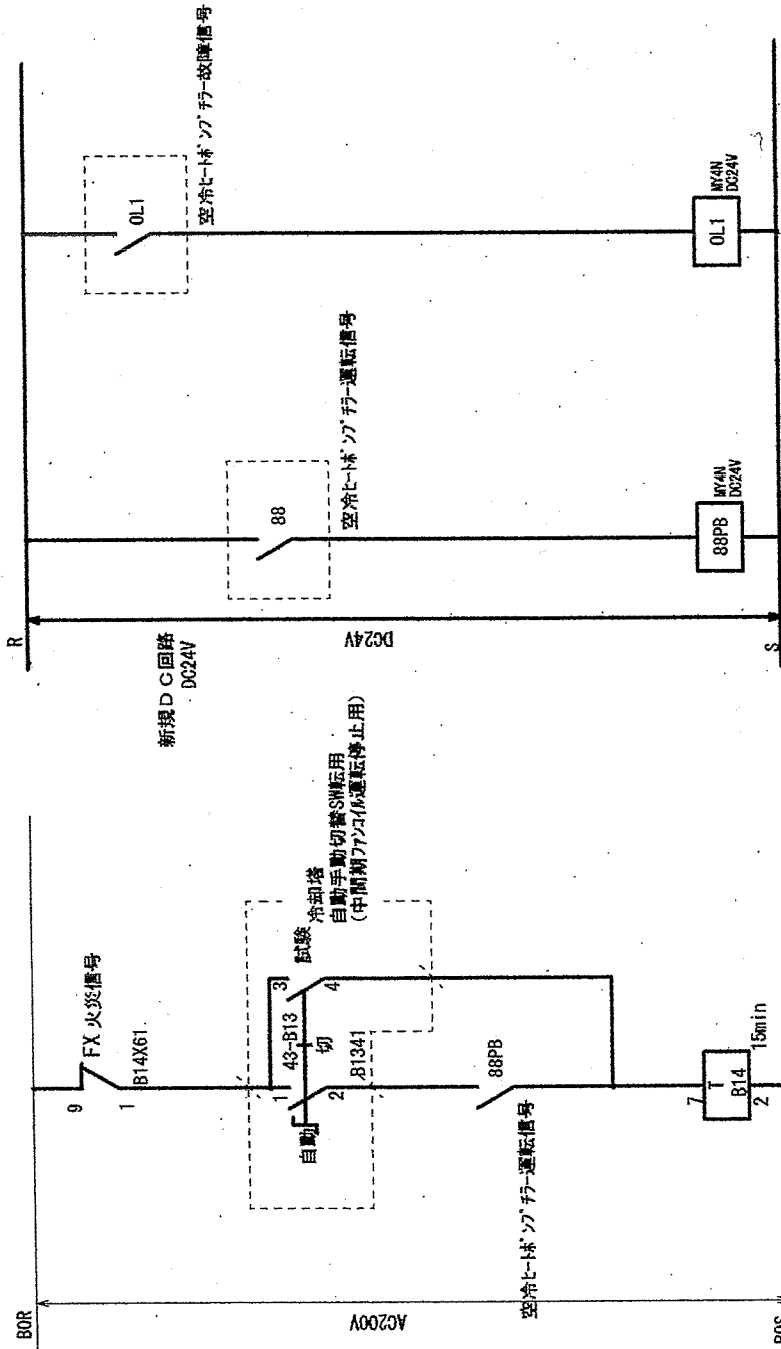 BOR
BOS
AC200V
FX 火災信号
9
1
B14X61
43-B13
1
2
自動
切
試験
3
4
B1341
冷却塔
自動手動切替SW転用
(中間期ファンコイル運転停止用)
88PB
空冷ヒートポンプチラー運転信号
7
T
B14
2
15min
新規DC回路
DC24V
R
S
DC24V
88
空冷ヒートポンプチラー運転信号
88PB
MY4N
DC24V
OL1
空冷ヒートポンプチラー故障信号
OL1
MY4N
DC24V